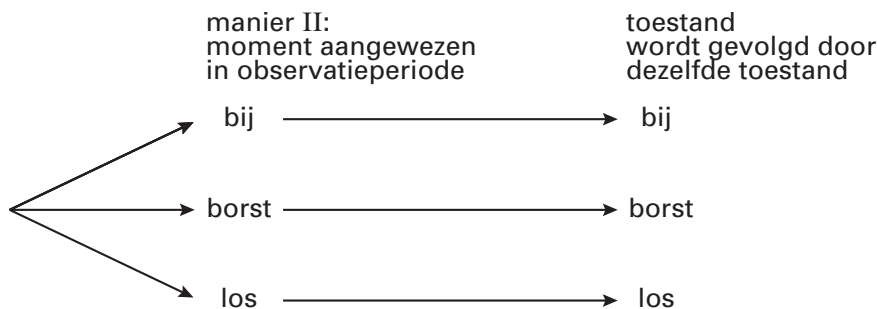 manier II:
moment aangewezen
in observatieperiode
toestand
wordt gevolgd door
dezelfde toestand
bij bij
borst borst
los los